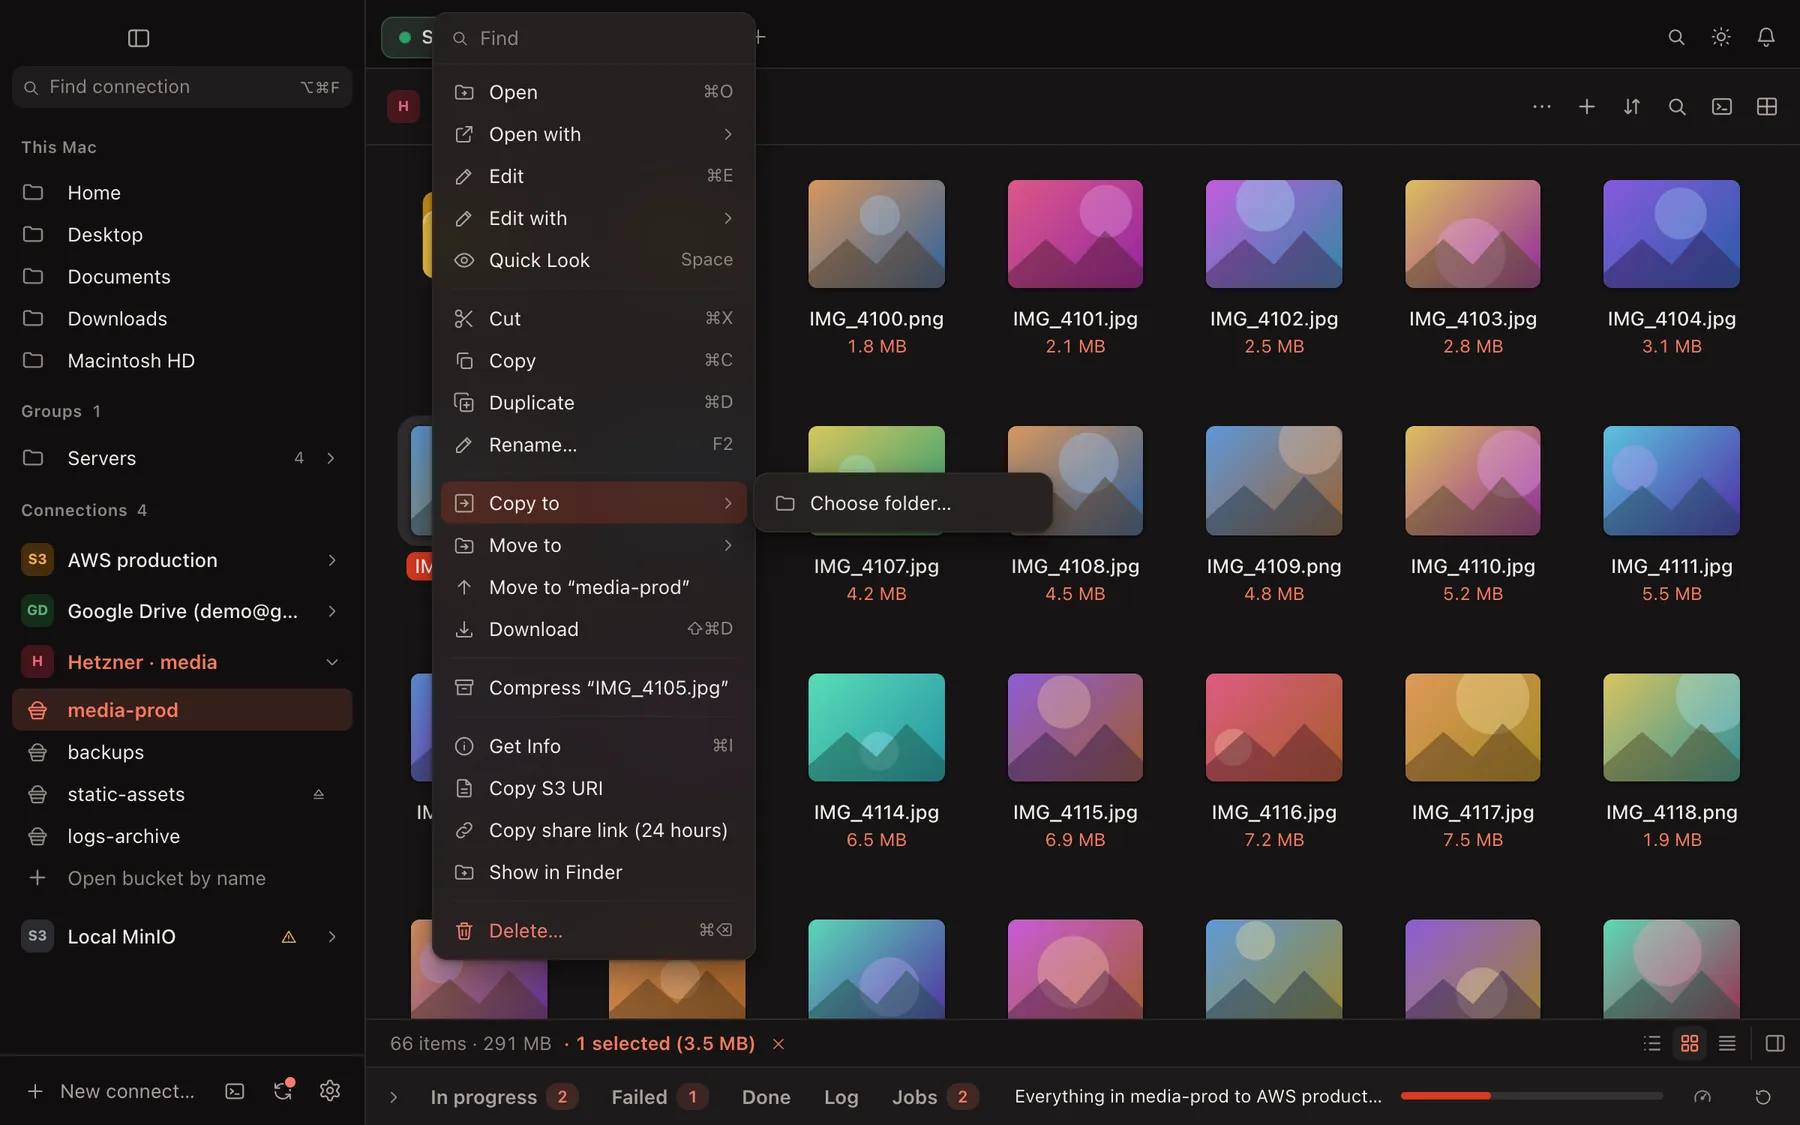 Find connection ⌥⌘F
This Mac
Home
Desktop
Documents
Downloads
Macintosh HD
Groups 1
Servers 4
Connections 4
S3 AWS production
GD Google Drive (demo@g...
H Hetzner · media
media-prod
backups
static-assets
logs-archive
Open bucket by name
S3 Local MinIO
New connect...
S
H
Find
Open ⌘O
Open with
Edit ⌘E
Edit with
Quick Look Space
Cut ⌘X
Copy ⌘C
Duplicate ⌘D
Rename... F2
Copy to
Move to
Move to “media-prod”
Download ⇧⌘D
Compress “IMG_4105.jpg”
Get Info ⌘I
Copy S3 URI
Copy share link (24 hours)
Show in Finder
Delete... ⌘⌫
Choose folder...
IMG_4100.png IMG_4101.jpg IMG_4102.jpg IMG_4103.jpg IMG_4104.jpg
1.8 MB 2.1 MB 2.5 MB 2.8 MB 3.1 MB
IM IMG_4107.jpg IMG_4108.jpg IMG_4109.png IMG_4110.jpg IMG_4111.jpg
4.2 MB 4.5 MB 4.8 MB 5.2 MB 5.5 MB
IM IMG_4114.jpg IMG_4115.jpg IMG_4116.jpg IMG_4117.jpg IMG_4118.png
6.5 MB 6.9 MB 7.2 MB 7.5 MB 1.9 MB
66 items · 291 MB · 1 selected (3.5 MB)
In progress 2 Failed 1 Done Log Jobs 2 Everything in media-prod to AWS product...